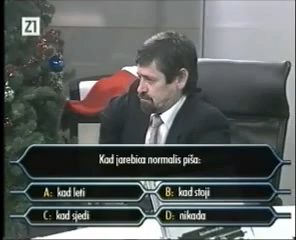 Z1
Kad jarebica normalis piša:
A: kad leti
B: kad stoji
C: kad sjedi
D: nikada